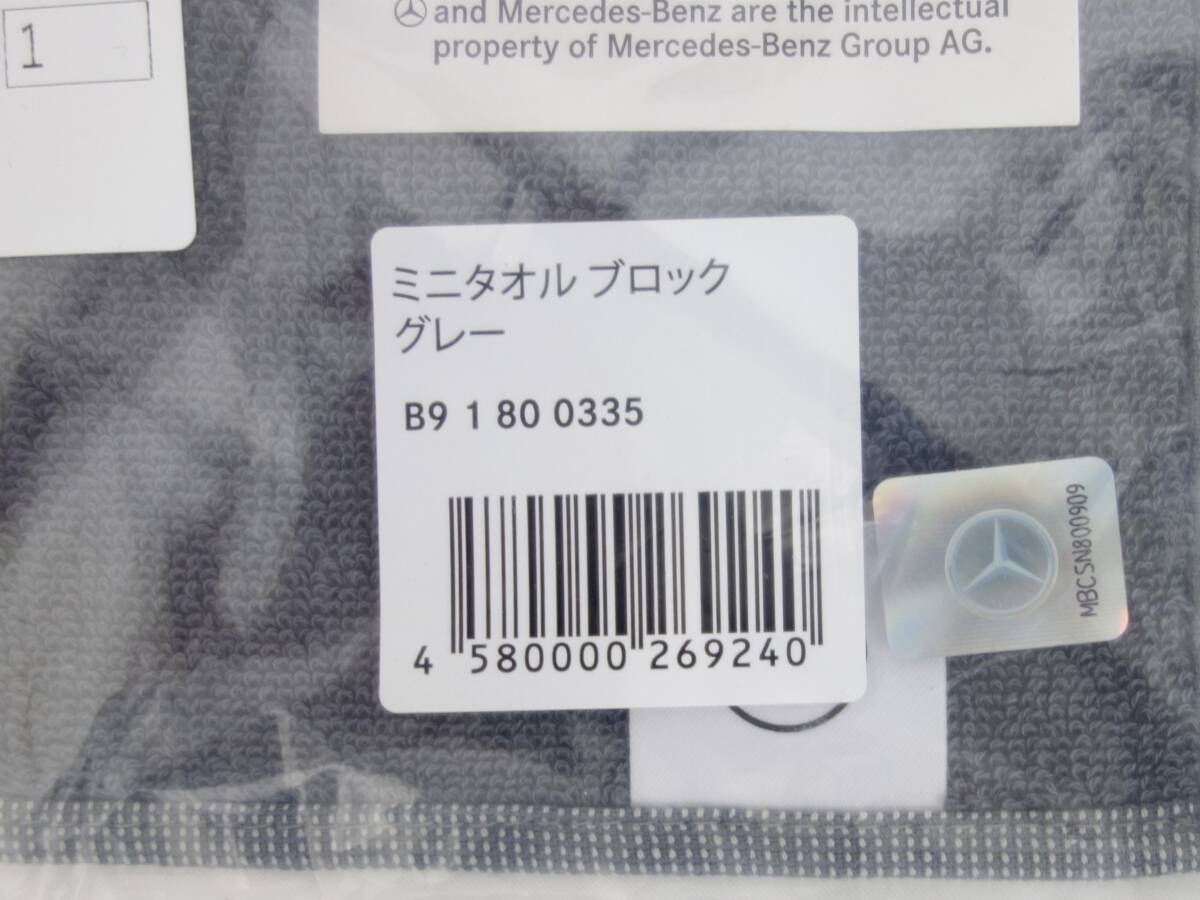 1
and Mercedes-Benz are the intellectual
property of Mercedes-Benz Group AG.
ミニタオル ブロック
グレー
B9 1 80 0335
4 580000 269240
MBCSN800909